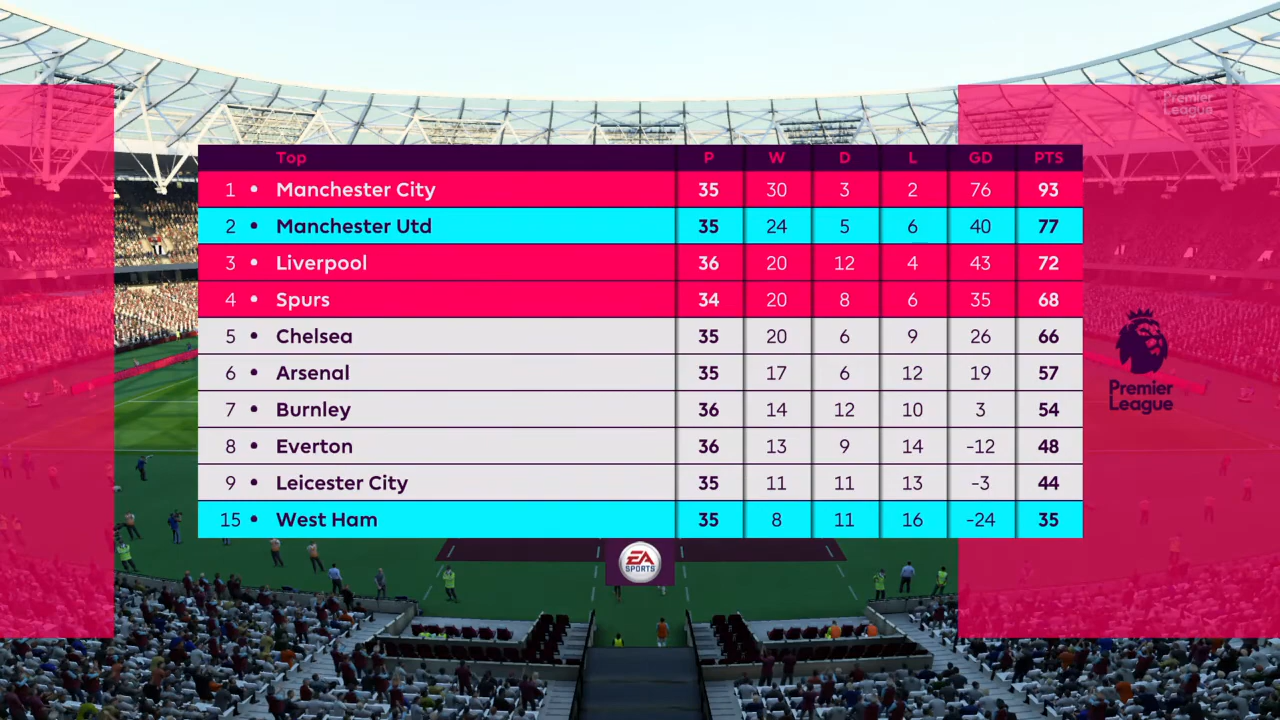 Premier
League
Top P W D L GD PTS
1 • Manchester City 35 30 3 2 76 93
2 • Manchester Utd 35 24 5 6 40 77
3 • Liverpool 36 20 12 4 43 72
4 • Spurs 34 20 8 6 35 68
5 • Chelsea 35 20 6 9 26 66
6 • Arsenal 35 17 6 12 19 57
7 • Burnley 36 14 12 10 3 54
8 • Everton 36 13 9 14 -12 48
9 • Leicester City 35 11 11 13 -3 44
15 • West Ham 35 8 11 16 -24 35
Premier
League
EA
SPORTS